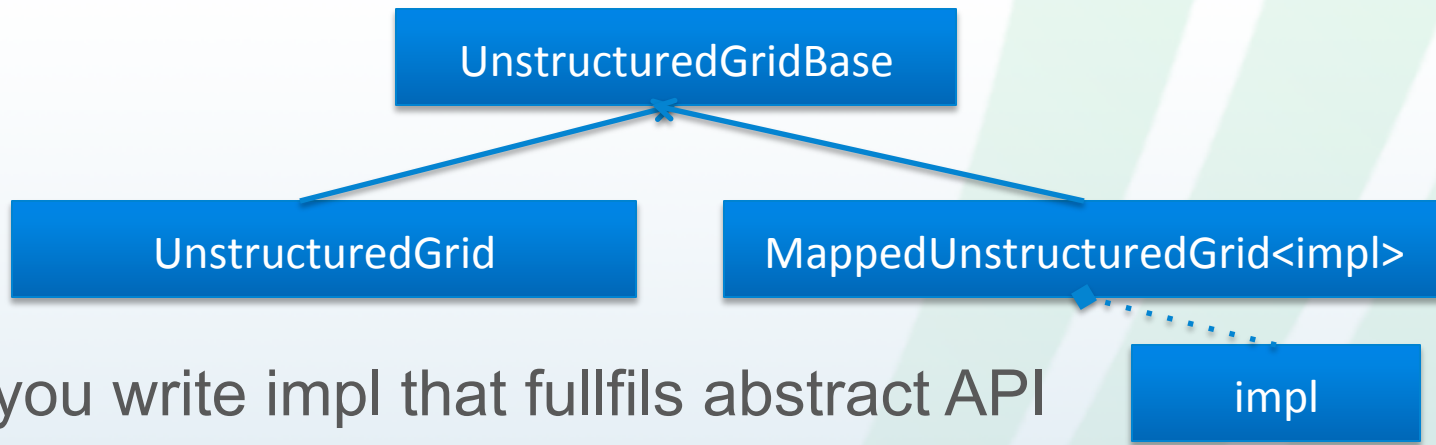 UnstructuredGridBase
UnstructuredGrid
MappedUnstructuredGrid<impl>
you write impl that fullfils abstract API
impl